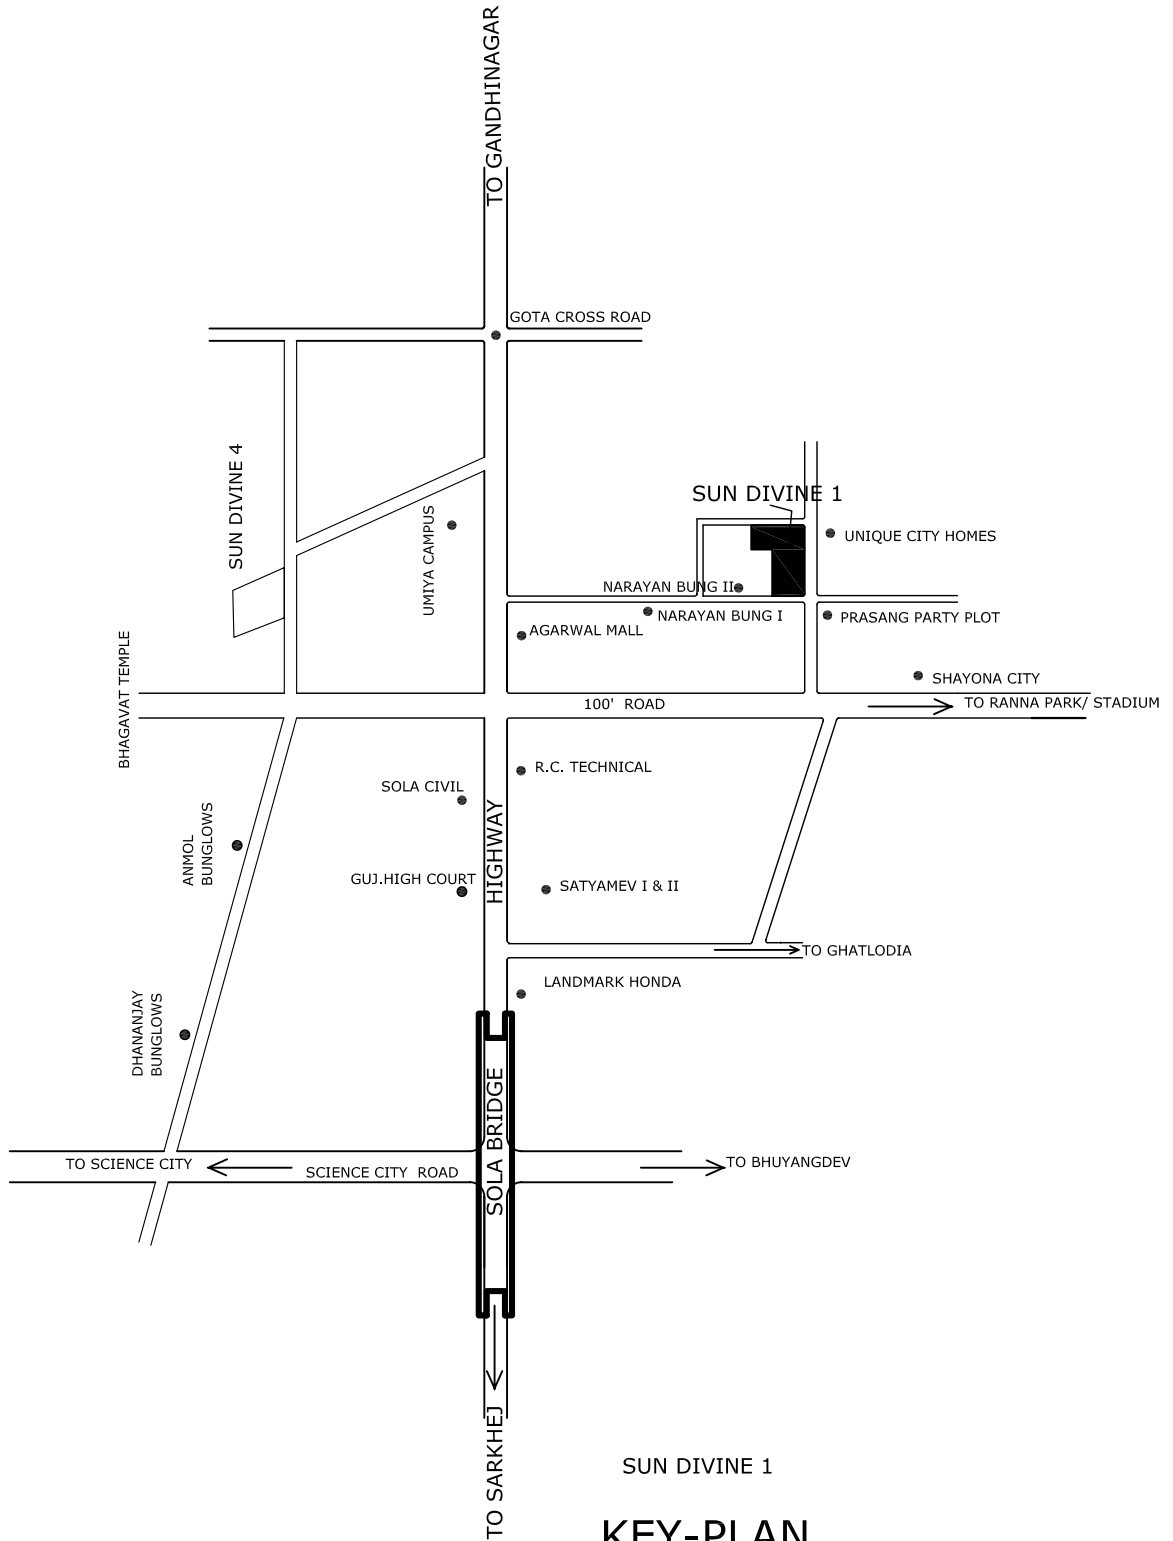 TO GANDHINAGAR
GOTA CROSS ROAD
SUN DIVINE 4
SUN DIVINE 1
UMIYA CAMPUS
UNIQUE CITY HOMES
NARAYAN BUNG II
NARAYAN BUNG I
PRASANG PARTY PLOT
AGARWAL MALL
BHAGAVAT TEMPLE
SHAYONA CITY
100' ROAD
TO RANNA PARK/ STADIUM
R.C. TECHNICAL
SOLA CIVIL
HIGHWAY
ANMOL
BUNGLOWS
GUJ.HIGH COURT
SATYAMEV I & II
TO GHATLODIA
LANDMARK HONDA
DHANANJAY
BUNGLOWS
SOLA BRIDGE
TO SCIENCE CITY
SCIENCE CITY ROAD
TO BHUYANGDEV
TO SARKHEJ
SUN DIVINE 1
KEY-PLAN